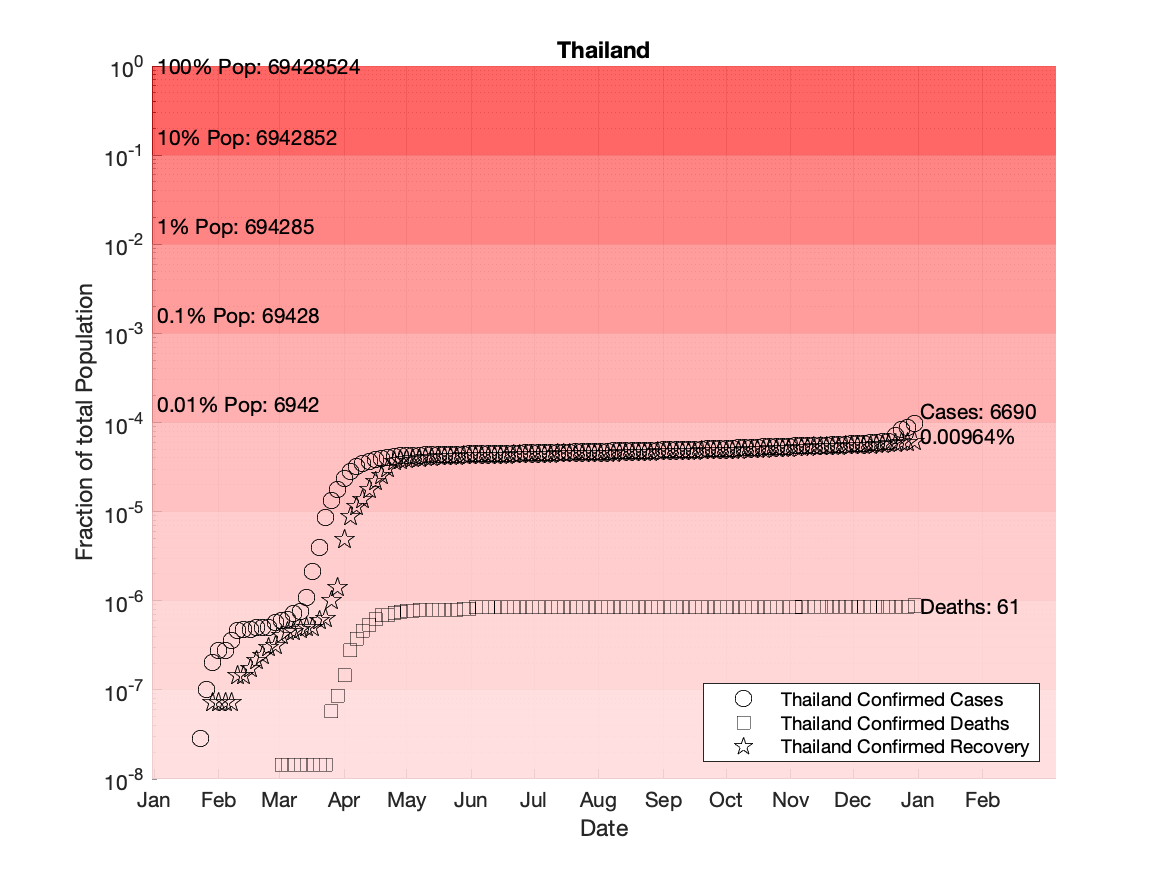 Thailand
10^0
100% Pop: 69428524
10% Pop: 6942852
10^-1
1% Pop: 694285
10^-2
0.1% Pop: 69428
10^-3
0.01% Pop: 6942
10^-4
Cases: 6690
0.00964%
10^-5
10^-6
Deaths: 61
10^-7
10^-8
Fraction of total Population
Thailand Confirmed Cases
Thailand Confirmed Deaths
Thailand Confirmed Recovery
Jan Feb Mar Apr May Jun Jul Aug Sep Oct Nov Dec Jan Feb
Date